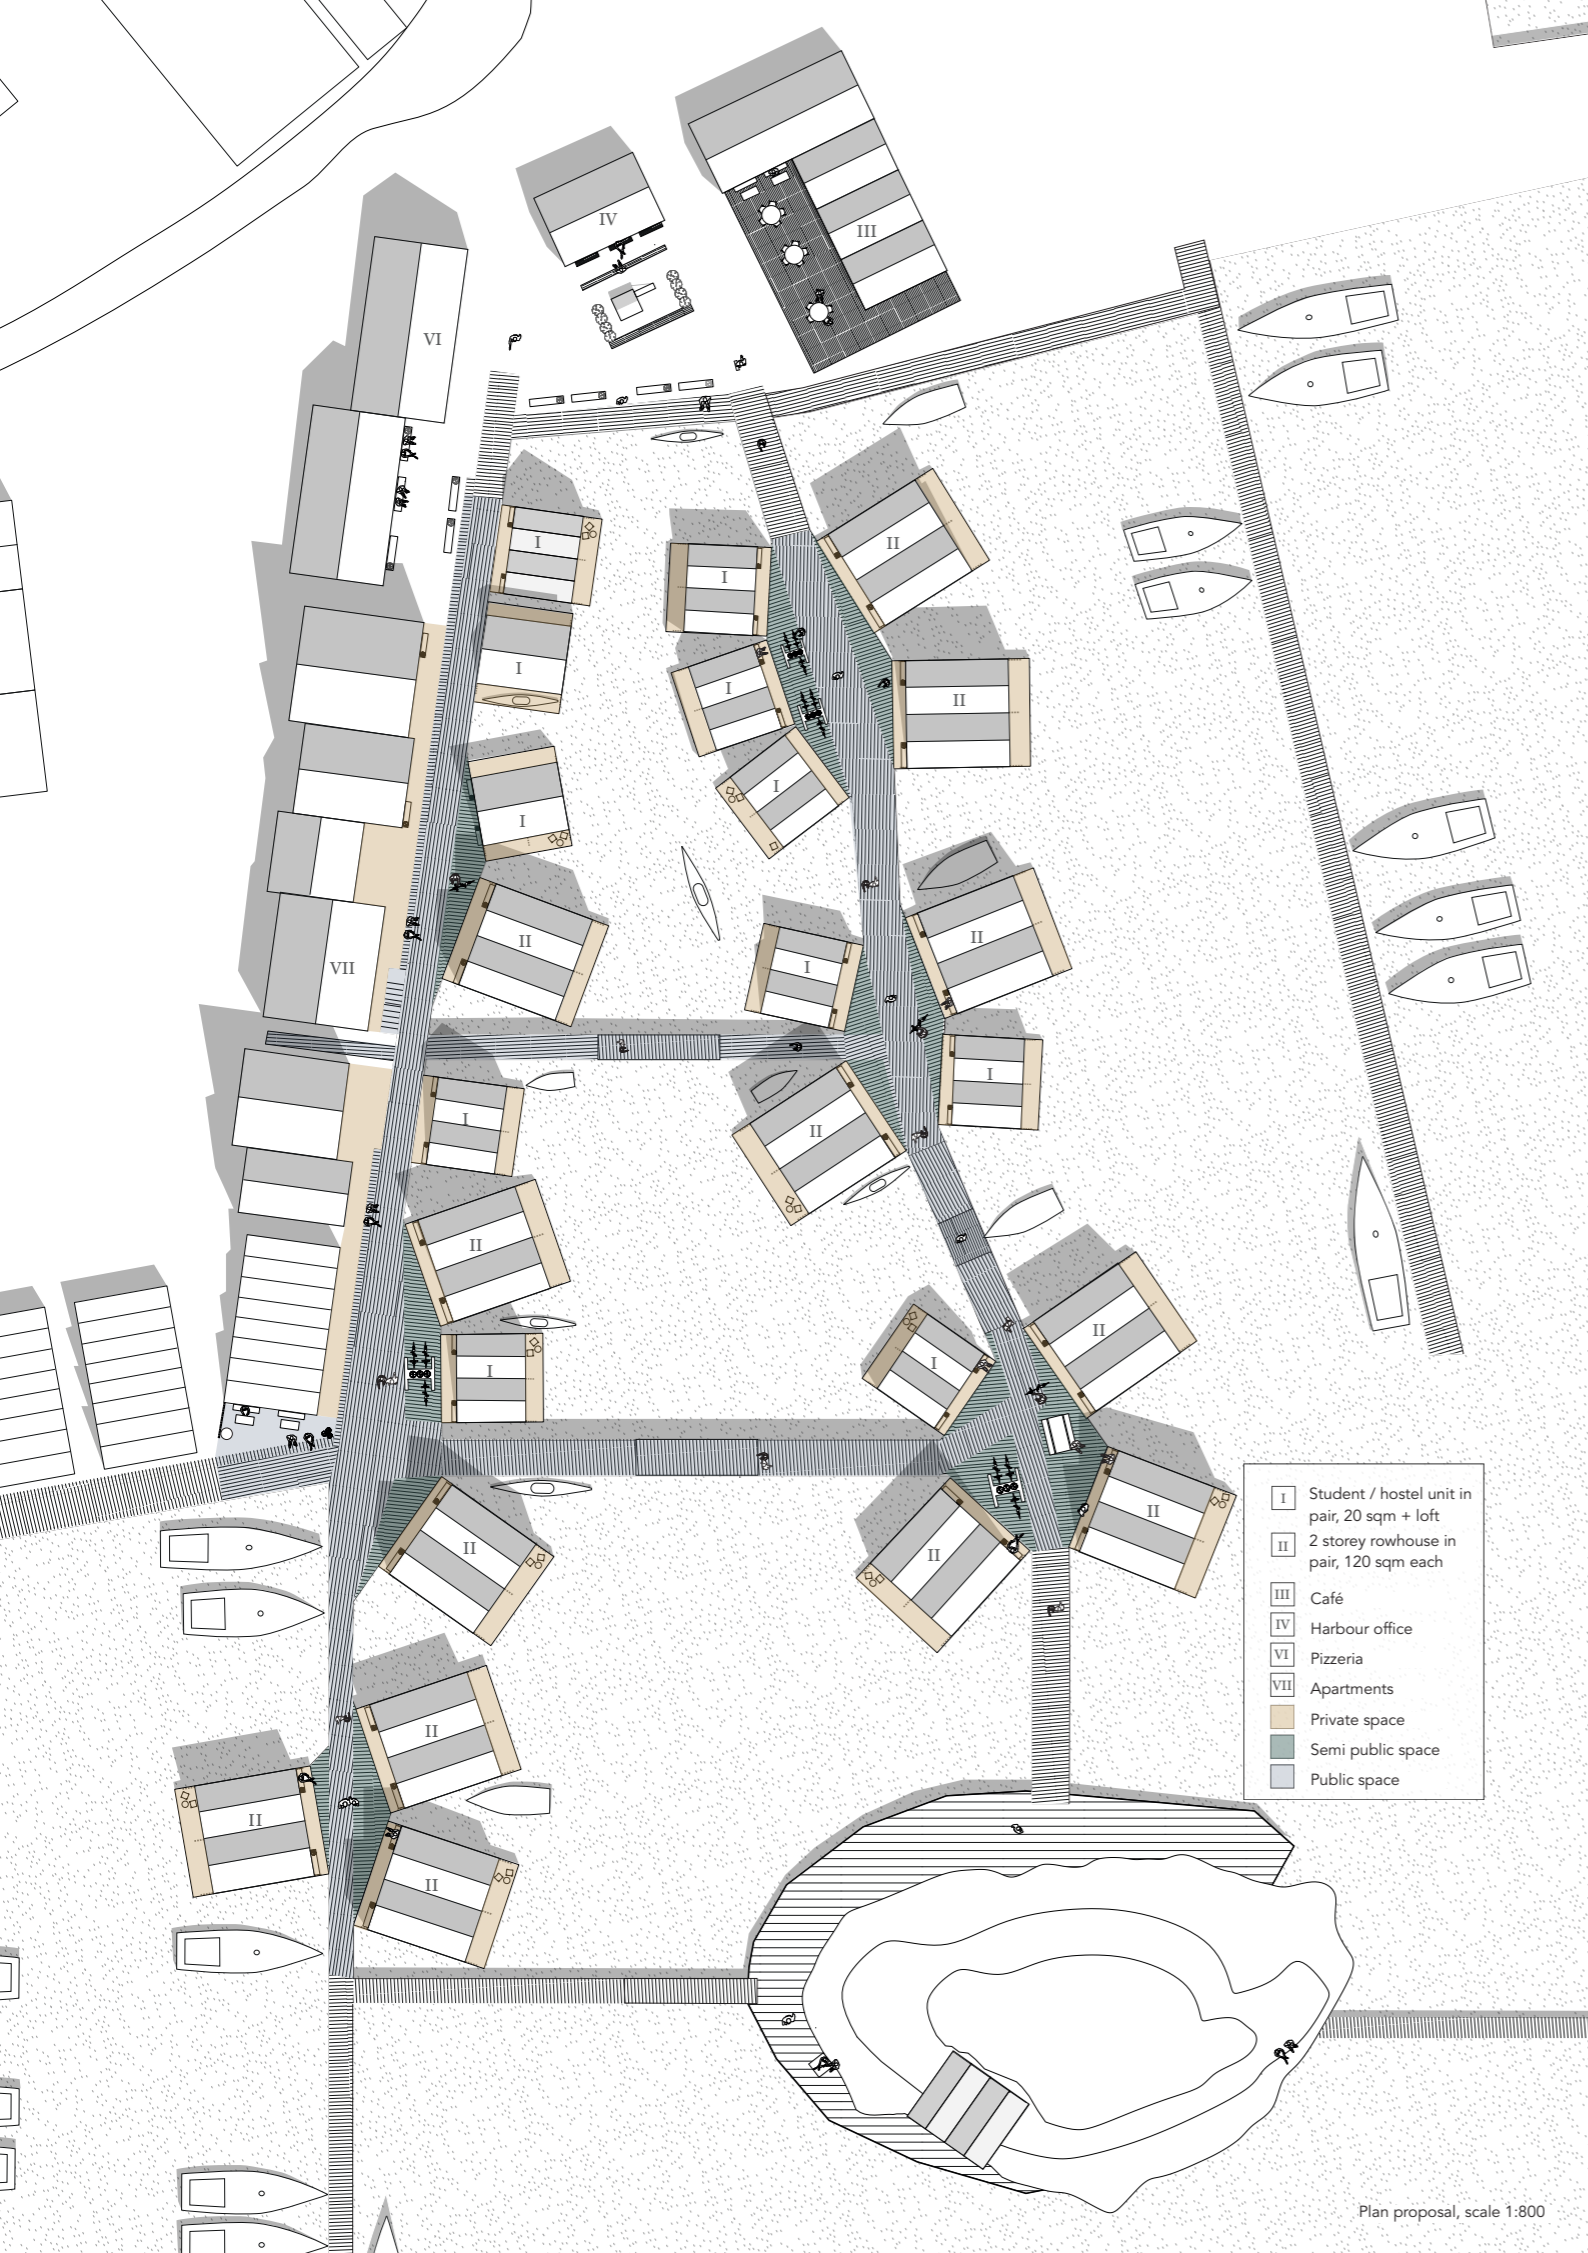 IV
III
VI
I
II
I
I
I
II
I
I
I
II
II
VII
I
II
I
I
II
II
II
I
I
II
II
II
II
II
II
II
I Student / hostel unit in
pair, 20 sqm + loft
II 2 storey rowhouse in
pair, 120 sqm each
III Café
IV Harbour office
VI Pizzeria
VII Apartments
Private space
Semi public space
Public space
Plan proposal, scale 1:800